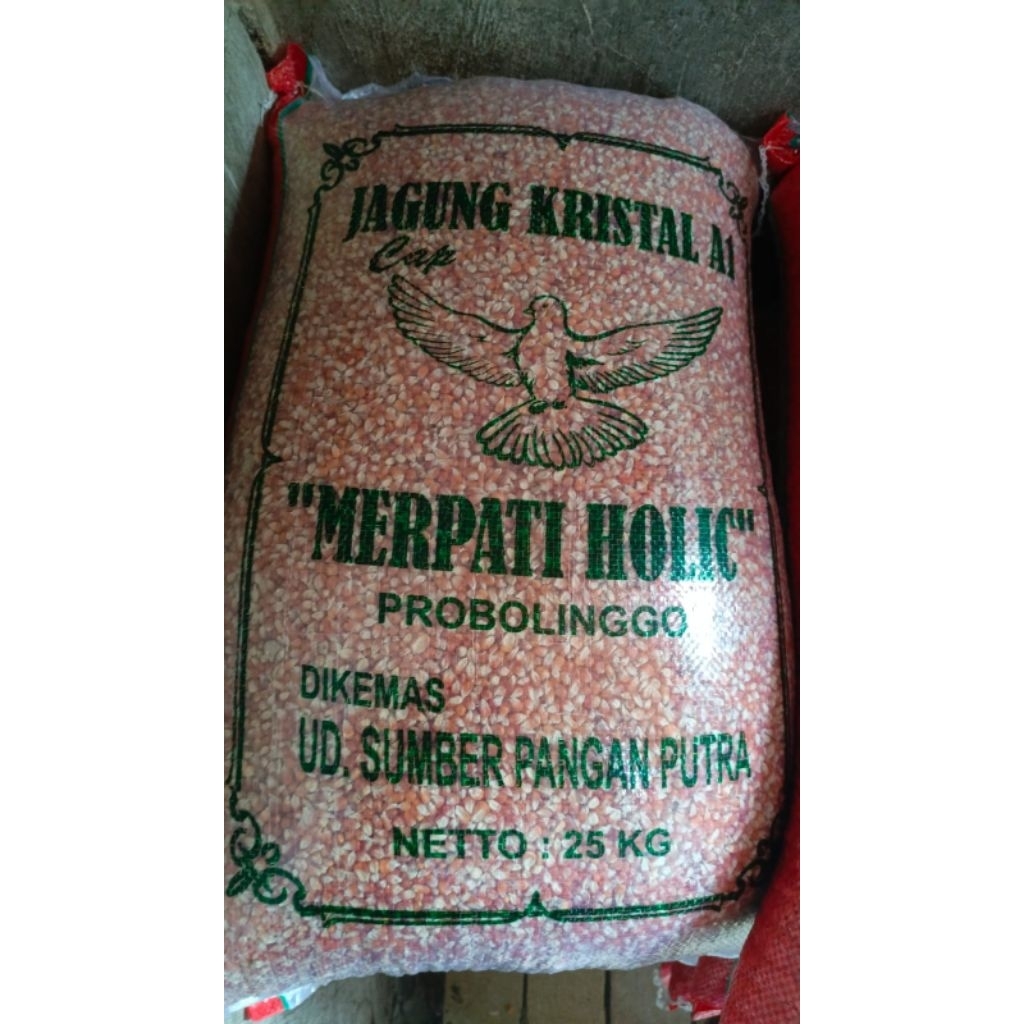 JAGUNG KRISTAL A1
Cap
"MERPATI HOLIC"
PROBOLINGGO
DIKEMAS
UD. SUMBER PANGAN PUTRA
NETTO : 25 KG